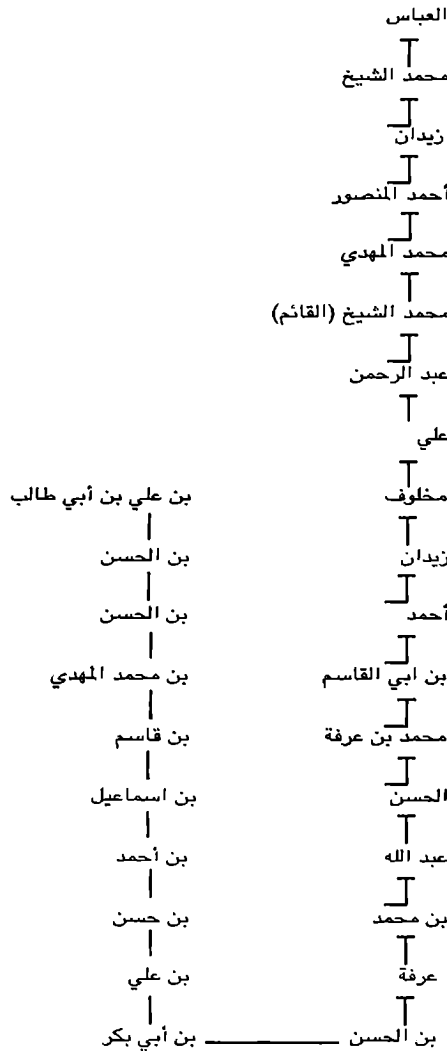 العباس
محمد الشيخ
زيدان
أحمد المنصور
محمد المهدي
محمد الشيخ (القائم)
عبد الرحمن
علي
مخلوف
زيدان
أحمد
بن ابي القاسم
محمد بن عرفة
الحسن
عبد الله
بن محمد
عرفة
بن الحسن
بن أبي بكر
بن علي
بن حسن
بن أحمد
بن اسماعيل
بن قاسم
بن محمد المهدي
بن الحسن
بن الحسن
بن علي بن أبي طالب